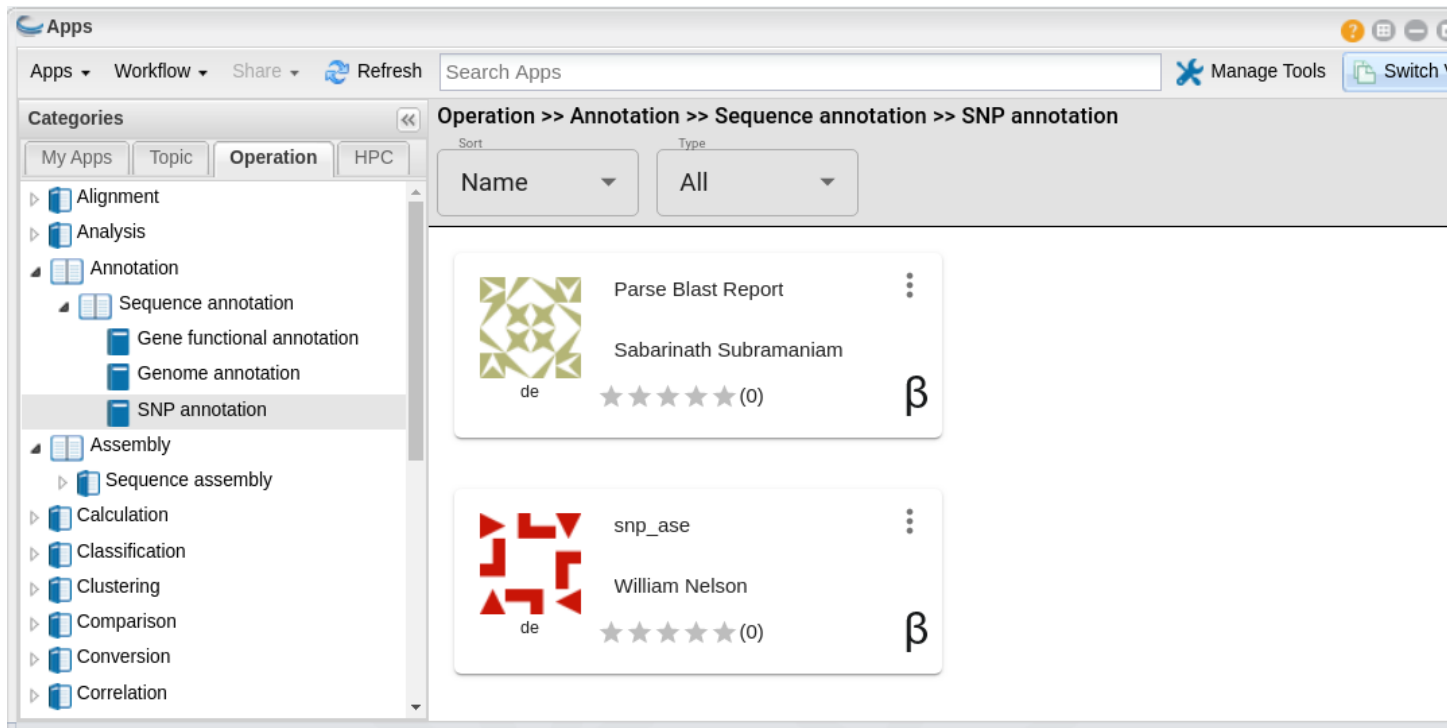 Apps
Apps Workflow Share Refresh Search Apps Manage Tools Switch
Categories
My Apps Topic Operation HPC
Alignment
Analysis
Annotation
Sequence annotation
Gene functional annotation
Genome annotation
SNP annotation
Assembly
Sequence assembly
Calculation
Classification
Clustering
Comparison
Conversion
Correlation
Operation >> Annotation >> Sequence annotation >> SNP annotation
Sort Type
Name All
Parse Blast Report
Sabarinath Subramaniam
de (0) β
snp_ase
William Nelson
de (0) β